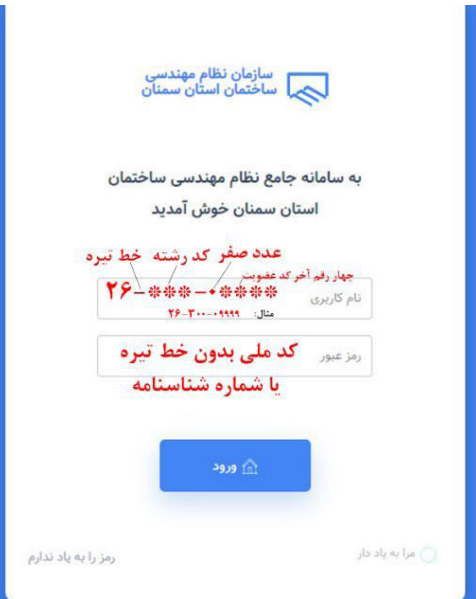 سازمان نظام مهندسی
ساختمان استان سمنان
به سامانه جامع نظام مهندسی ساختمان
استان سمنان خوش آمدید
عدد صفر کد رشته خط تیره
چهار رقم آخر کد عضویت
۲۶-***-۰****
نام کاربری
مثال: ۲۶-۳۰۰-۰۹۹۹۹
رمز عبور
کد ملی بدون خط تیره
یا شماره شناسنامه
ورود
مرا به یاد دار
رمز را به یاد ندارم